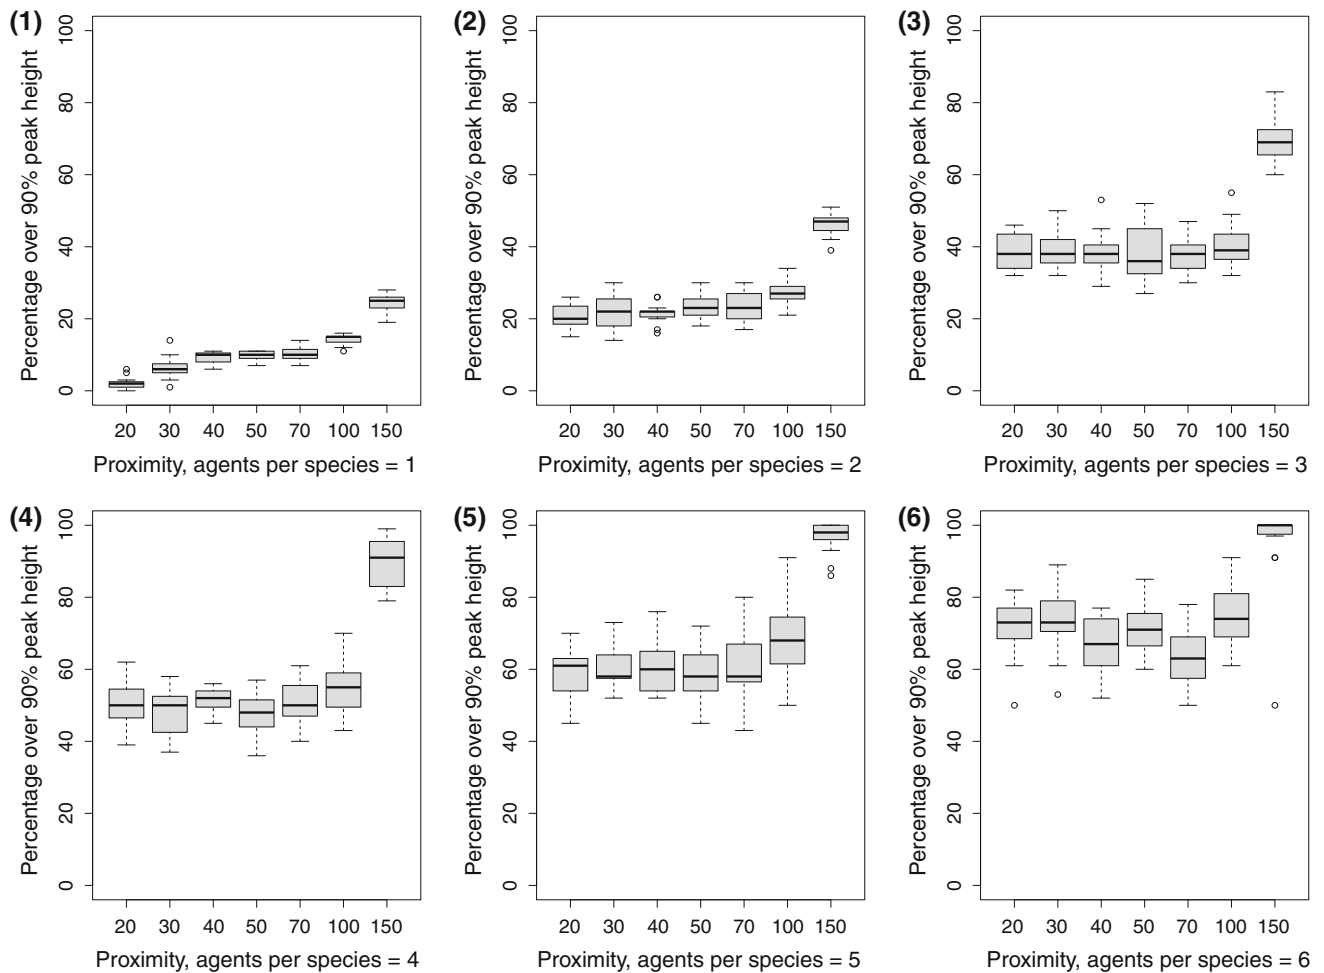 (1)
Percentage over 90% peak height
100
80
60
40
20
0
20 30 40 50 70 100 150
Proximity, agents per species = 1
(2)
Percentage over 90% peak height
100
80
60
40
20
0
20 30 40 50 70 100 150
Proximity, agents per species = 2
(3)
Percentage over 90% peak height
100
80
60
40
20
0
20 30 40 50 70 100 150
Proximity, agents per species = 3
(4)
Percentage over 90% peak height
100
80
60
40
20
0
20 30 40 50 70 100 150
Proximity, agents per species = 4
(5)
Percentage over 90% peak height
100
80
60
40
20
0
20 30 40 50 70 100 150
Proximity, agents per species = 5
(6)
Percentage over 90% peak height
100
80
60
40
20
0
20 30 40 50 70 100 150
Proximity, agents per species = 6